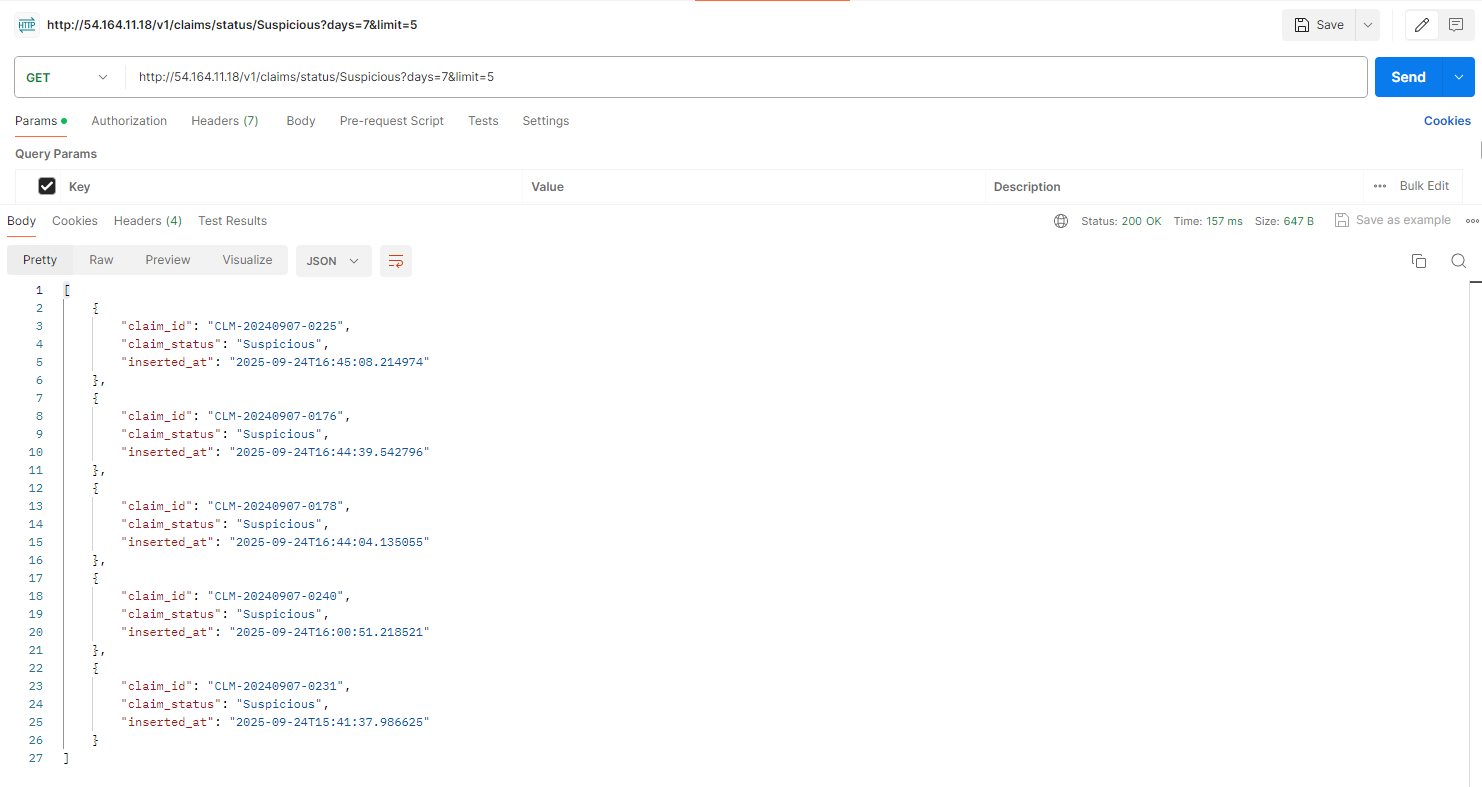 HTTP http://54.164.11.18/v1/claims/status/Suspicious?days=7&limit=5 Save
GET http://54.164.11.18/v1/claims/status/Suspicious?days=7&limit=5 Send
Params Authorization Headers (7) Body Pre-request Script Tests Settings Cookies
Query Params
Key Value Description Bulk Edit
Body Cookies Headers (4) Test Results Status: 200 OK Time: 157 ms Size: 647 B Save as example
Pretty Raw Preview Visualize JSON
1 [
2 {
3 "claim_id": "CLM-20240907-0225",
4 "claim_status": "Suspicious",
5 "inserted_at": "2025-09-24T16:45:08.214974"
6 },
7 {
8 "claim_id": "CLM-20240907-0176",
9 "claim_status": "Suspicious",
10 "inserted_at": "2025-09-24T16:44:39.542796"
11 },
12 {
13 "claim_id": "CLM-20240907-0178",
14 "claim_status": "Suspicious",
15 "inserted_at": "2025-09-24T16:44:04.135055"
16 },
17 {
18 "claim_id": "CLM-20240907-0240",
19 "claim_status": "Suspicious",
20 "inserted_at": "2025-09-24T16:00:51.218521"
21 },
22 {
23 "claim_id": "CLM-20240907-0231",
24 "claim_status": "Suspicious",
25 "inserted_at": "2025-09-24T15:41:37.986625"
26 }
27 ]